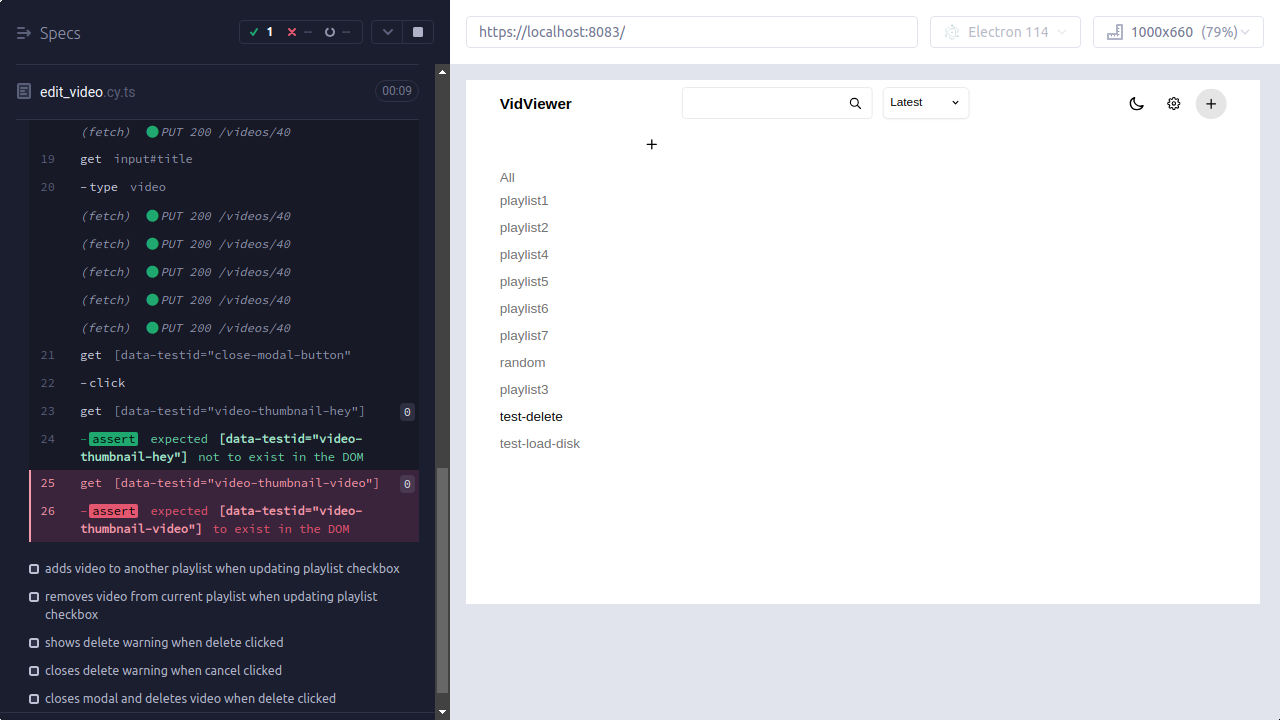 Specs
1
--
--
https://localhost:8083/
Electron 114
1000x660 (79%)
edit_video.cy.ts
00:09
(fetch) PUT 200 /videos/40
19 get input#title
20 -type video
(fetch) PUT 200 /videos/40
(fetch) PUT 200 /videos/40
(fetch) PUT 200 /videos/40
(fetch) PUT 200 /videos/40
(fetch) PUT 200 /videos/40
21 get [data-testid="close-modal-button"
22 -click
23 get [data-testid="video-thumbnail-hey"] 0
24 -assert expected [data-testid="video-
thumbnail-hey"] not to exist in the DOM
25 get [data-testid="video-thumbnail-video"] 0
26 -assert expected [data-testid="video-
thumbnail-video"] to exist in the DOM
adds video to another playlist when updating playlist checkbox
removes video from current playlist when updating playlist
checkbox
shows delete warning when delete clicked
closes delete warning when cancel clicked
closes modal and deletes video when delete clicked
VidViewer
Latest
+
+
All
playlist1
playlist2
playlist4
playlist5
playlist6
playlist7
random
playlist3
test-delete
test-load-disk